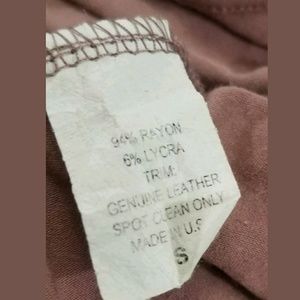 94% RAYON
6% LYCRA
TRIM:
GENUINE LEATHER
SPOT CLEAN ONLY
MADE IN U.S
S